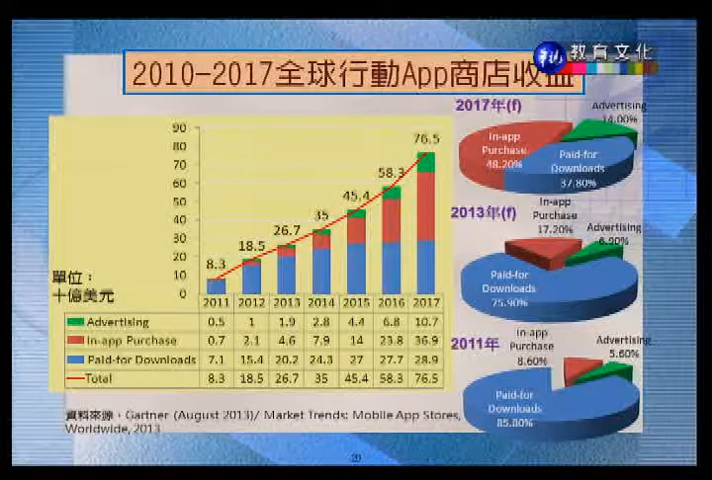 教育文化
2010-2017全球行動App商店收益
90
80
70
60
50
40
30
20
10
0
8.3
18.5
26.7
35
45.4
58.3
76.5
單位：
十億美元
2011 2012 2013 2014 2015 2016 2017
Advertising 0.5 1 1.9 2.8 4.4 6.8 10.7
In-app Purchase 0.7 2.1 4.6 7.9 14 23.8 36.9
Paid-for Downloads 7.1 15.4 20.2 24.3 27 27.7 28.9
Total 8.3 18.5 26.7 35 45.4 58.3 76.5
2017年(f)
Advertising
14.00%
In-app
Purchase
48.20%
Paid-for
Downloads
37.80%
2013年(f)
In-app
Purchase
17.20%
Advertising
6.90%
Paid-for
Downloads
75.90%
2011年
In-app
Purchase
8.60%
Advertising
5.60%
Paid-for
Downloads
85.80%
資料來源，Gartner (August 2013)/ Market Trends: Mobile App Stores,
Worldwide, 2013
20